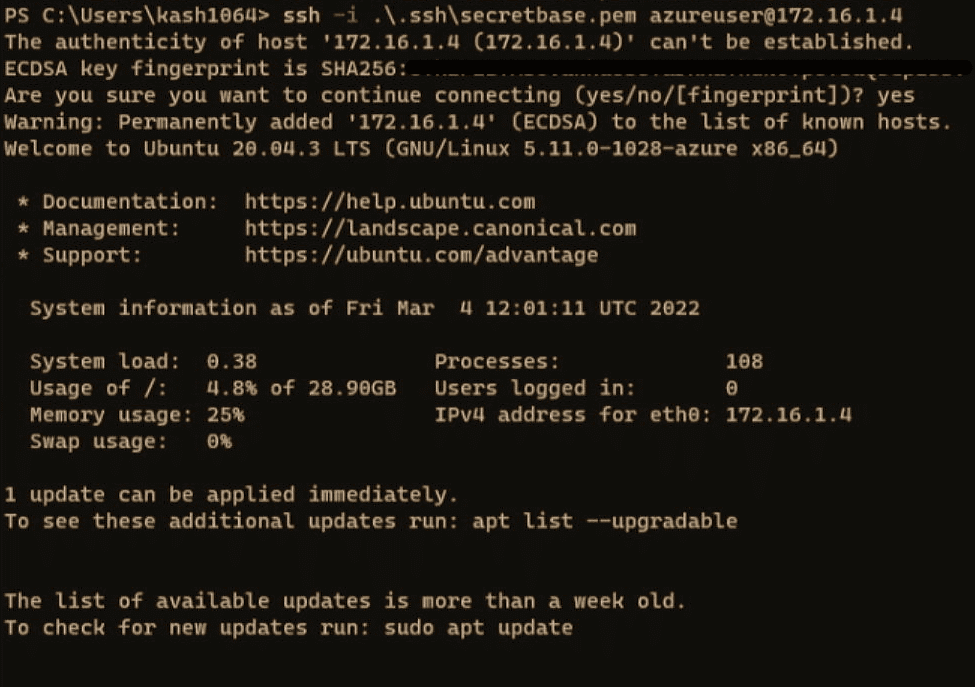 PS C:\Users\kash1064> ssh -i .\.ssh\secretbase.pem azureuser@172.16.1.4
The authenticity of host '172.16.1.4 (172.16.1.4)' can't be established.
ECDSA key fingerprint is SHA256:
Are you sure you want to continue connecting (yes/no/[fingerprint])? yes
Warning: Permanently added '172.16.1.4' (ECDSA) to the list of known hosts.
Welcome to Ubuntu 20.04.3 LTS (GNU/Linux 5.11.0-1028-azure x86_64)
* Documentation: https://help.ubuntu.com
* Management: https://landscape.canonical.com
* Support: https://ubuntu.com/advantage
System information as of Fri Mar 4 12:01:11 UTC 2022
System load: 0.38 Processes: 108
Usage of /: 4.8% of 28.90GB Users logged in: 0
Memory usage: 25% IPv4 address for eth0: 172.16.1.4
Swap usage: 0%
1 update can be applied immediately.
To see these additional updates run: apt list --upgradable
The list of available updates is more than a week old.
To check for new updates run: sudo apt update